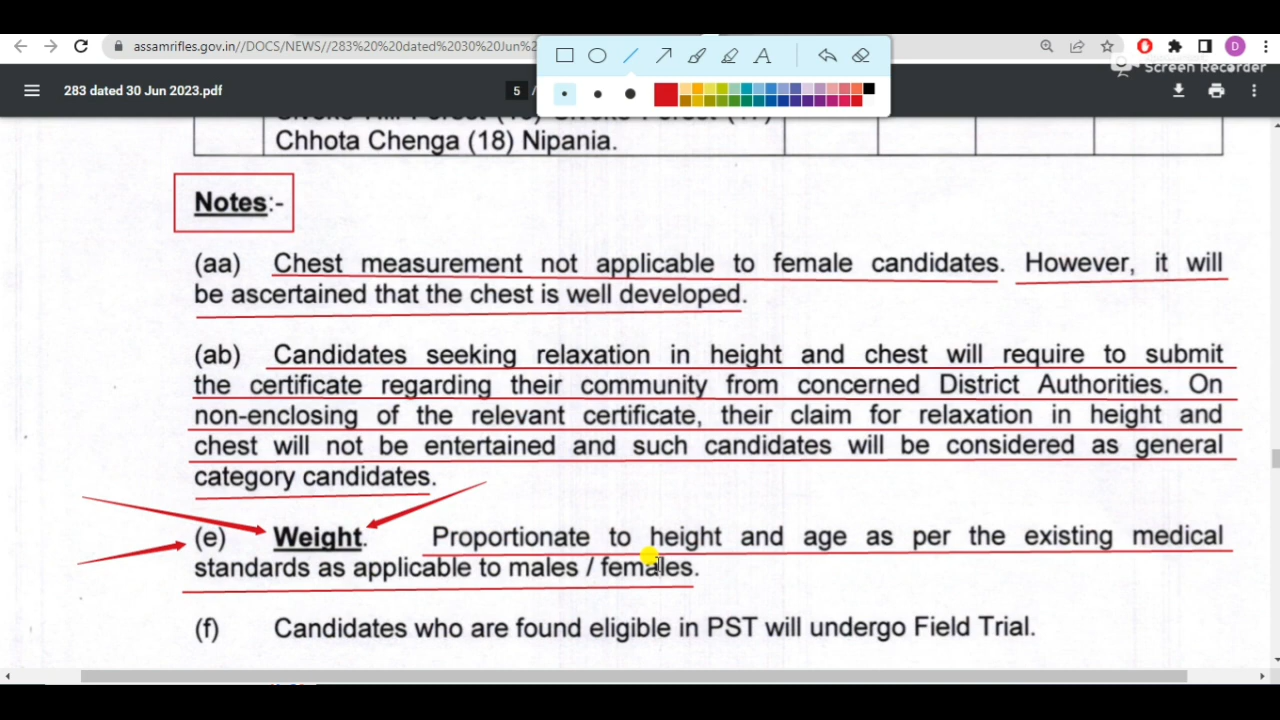 assamrifles.gov.in//DOCS/NEWS//283%20%20dated%2030%20Jun%2
D
Screen Recorder
283 dated 30 Jun 2023.pdf
5 /
A
Chhota Chenga (18) Nipania.
Notes:-
(aa) Chest measurement not applicable to female candidates. However, it will
be ascertained that the chest is well developed.
(ab) Candidates seeking relaxation in height and chest will require to submit
the certificate regarding their community from concerned District Authorities. On
non-enclosing of the relevant certificate, their claim for relaxation in height and
chest will not be entertained and such candidates will be considered as general
category candidates.
(e) Weight. Proportionate to height and age as per the existing medical
standards as applicable to males / females.
(f) Candidates who are found eligible in PST will undergo Field Trial.